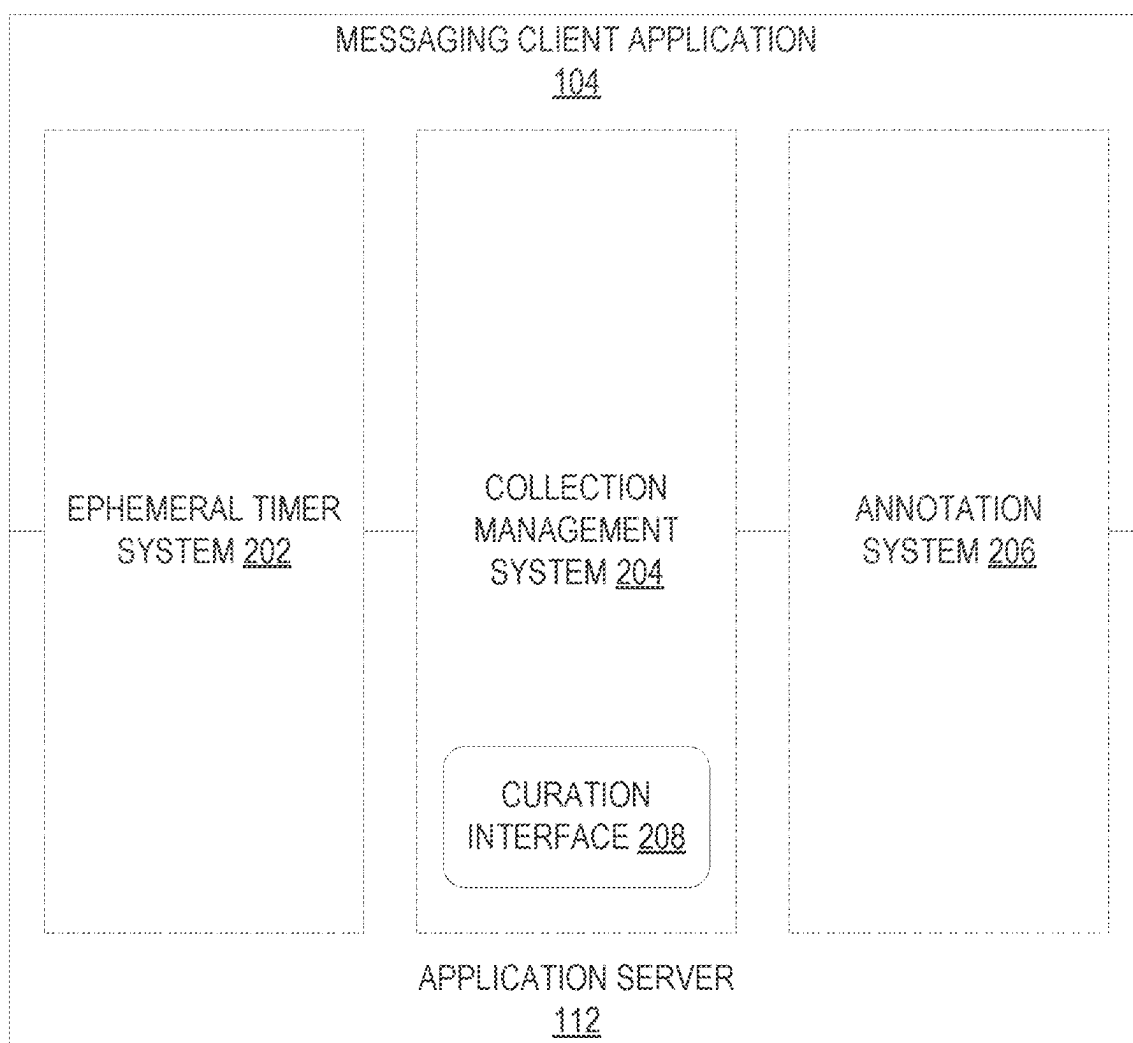 MESSAGING CLIENT APPLICATION
104
EPHEMERAL TIMER
SYSTEM 202
COLLECTION
MANAGEMENT
SYSTEM 204
ANNOTATION
SYSTEM 206
CURATION
INTERFACE 208
APPLICATION SERVER
112